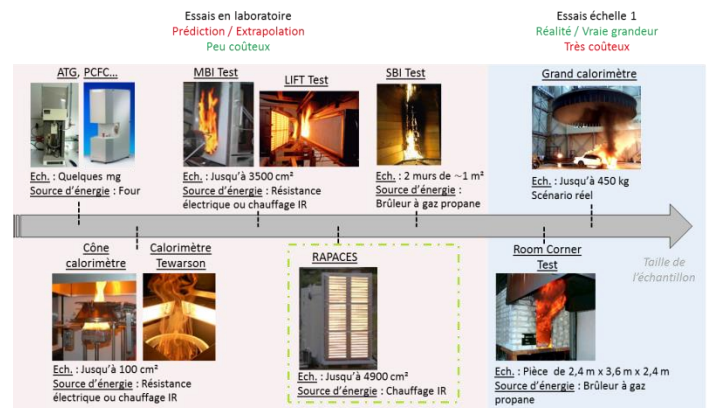 Essais en laboratoire
Prédiction / Extrapolation
Peu coûteux
Essais échelle 1
Réalité / Vraie grandeur
Très coûteux
ATG, PCFC...
Ech. : Quelques mg
Source d'énergie : Four
MBI Test
LIFT Test
Ech. : Jusqu'à 3500 cm²
Source d'énergie : Résistance
électrique ou chauffage IR
SBI Test
Ech. : 2 murs de ~1 m²
Source d'énergie :
Brûleur à gaz propane
Grand calorimètre
Ech. : Jusqu'à 450 kg
Scénario réel
Cône
calorimètre
Calorimètre
Tewarson
Ech. : Jusqu'à 100 cm²
Source d'énergie : Résistance
électrique ou chauffage IR
RAPACES
Ech. : Jusqu'à 4900 cm²
Source d'énergie : Chauffage IR
Room Corner
Test
Ech. : Pièce de 2,4 m x 3,6 m x 2,4 m
Source d'énergie : Brûleur à gaz
propane
Taille de
l'échantillon